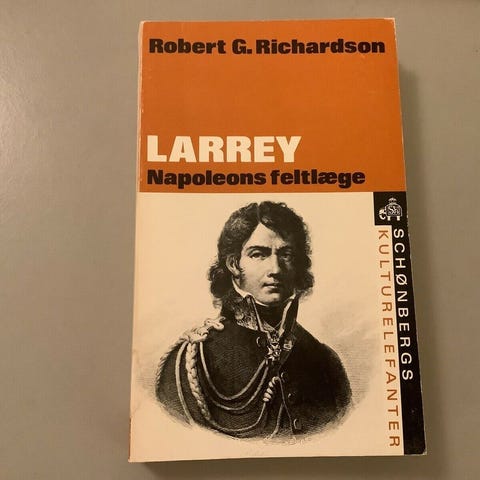 Robert G. Richardson
LARREY
Napoleons feltlæge
SCHØNBERGS
KULTURELEFANTER